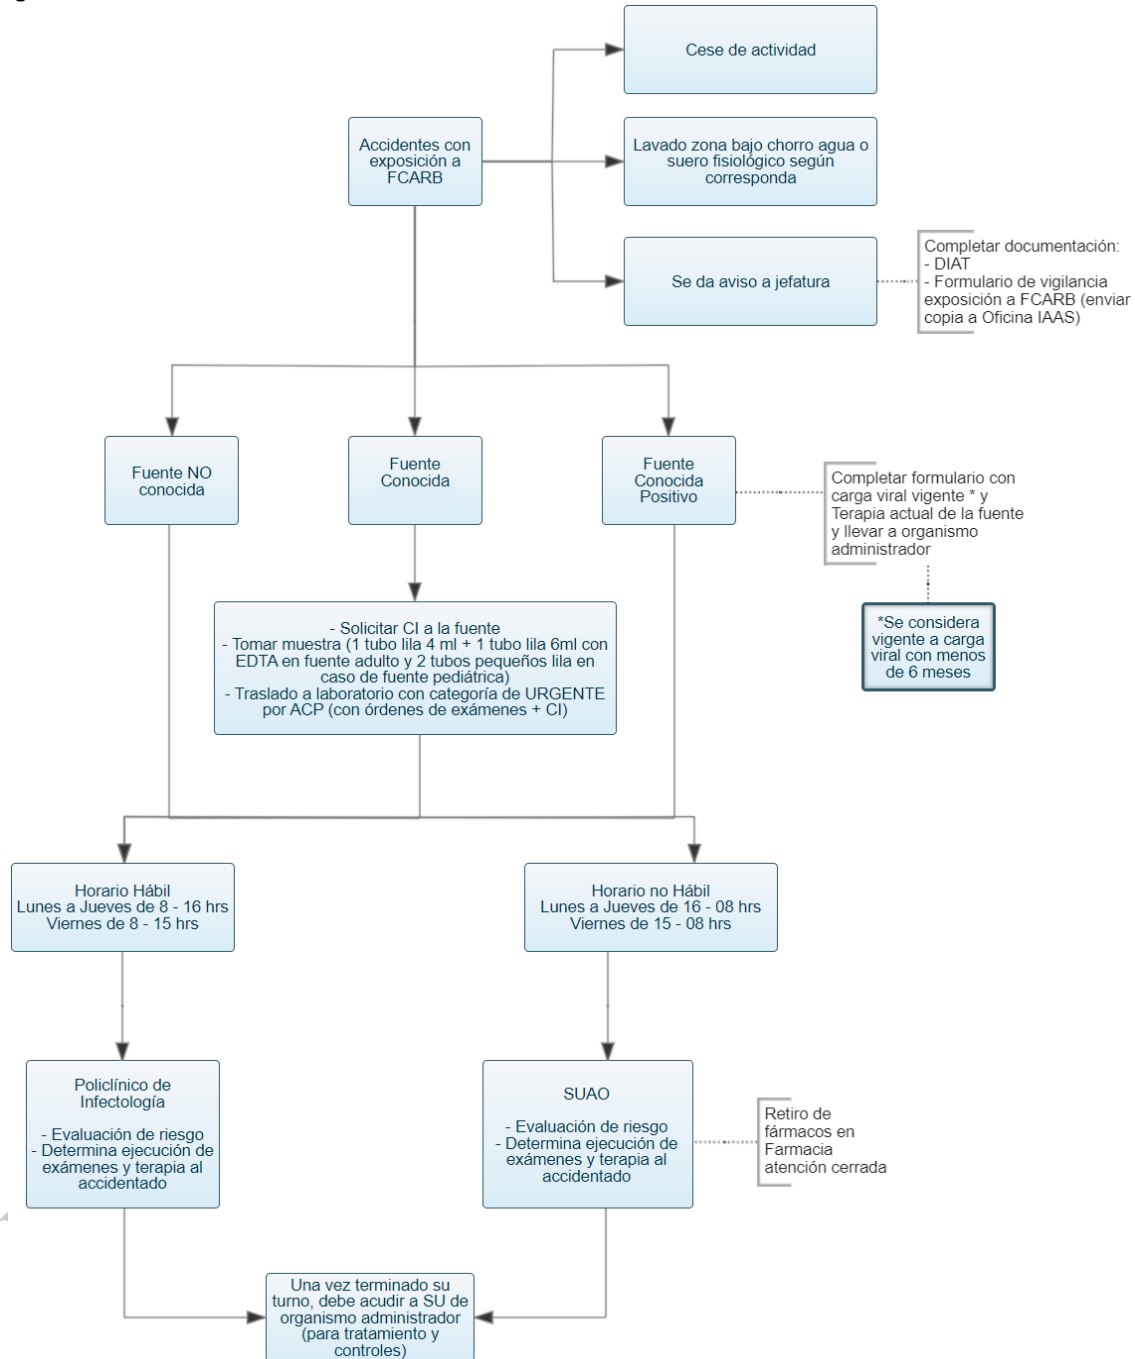 Cese de actividad
Accidentes con
exposición a
FCARB
Lavado zona bajo chorro agua o
suero fisiológico según
corresponda
Se da aviso a jefatura
Completar documentación:
- DIAT
- Formulario de vigilancia
exposición a FCARB (enviar
copia a Oficina IAAS)
Fuente NO
conocida
Fuente
Conocida
Fuente
Conocida
Positivo
Completar formulario con
carga viral vigente * y
Terapia actual de la fuente
y llevar a organismo
administrador
- Solicitar CI a la fuente
- Tomar muestra (1 tubo lila 4 ml + 1 tubo lila 6ml con
EDTA en fuente adulto y 2 tubos pequeños lila en
caso de fuente pediátrica)
- Traslado a laboratorio con categoría de URGENTE
por ACP (con órdenes de exámenes + CI)
*Se considera
vigente a carga
viral con menos
de 6 meses
Horario Hábil
Lunes a Jueves de 8 - 16 hrs
Viernes de 8 - 15 hrs
Horario no Hábil
Lunes a Jueves de 16 - 08 hrs
Viernes de 15 - 08 hrs
Policlínico de
Infectología
- Evaluación de riesgo
- Determina ejecución de
exámenes y terapia al
accidentado
SUAO
- Evaluación de riesgo
- Determina ejecución de
exámenes y terapia al
accidentado
Retiro de
fármacos en
Farmacia
atención cerrada
Una vez terminado su
turno, debe acudir a SU de
organismo administrador
(para tratamiento y
controles)